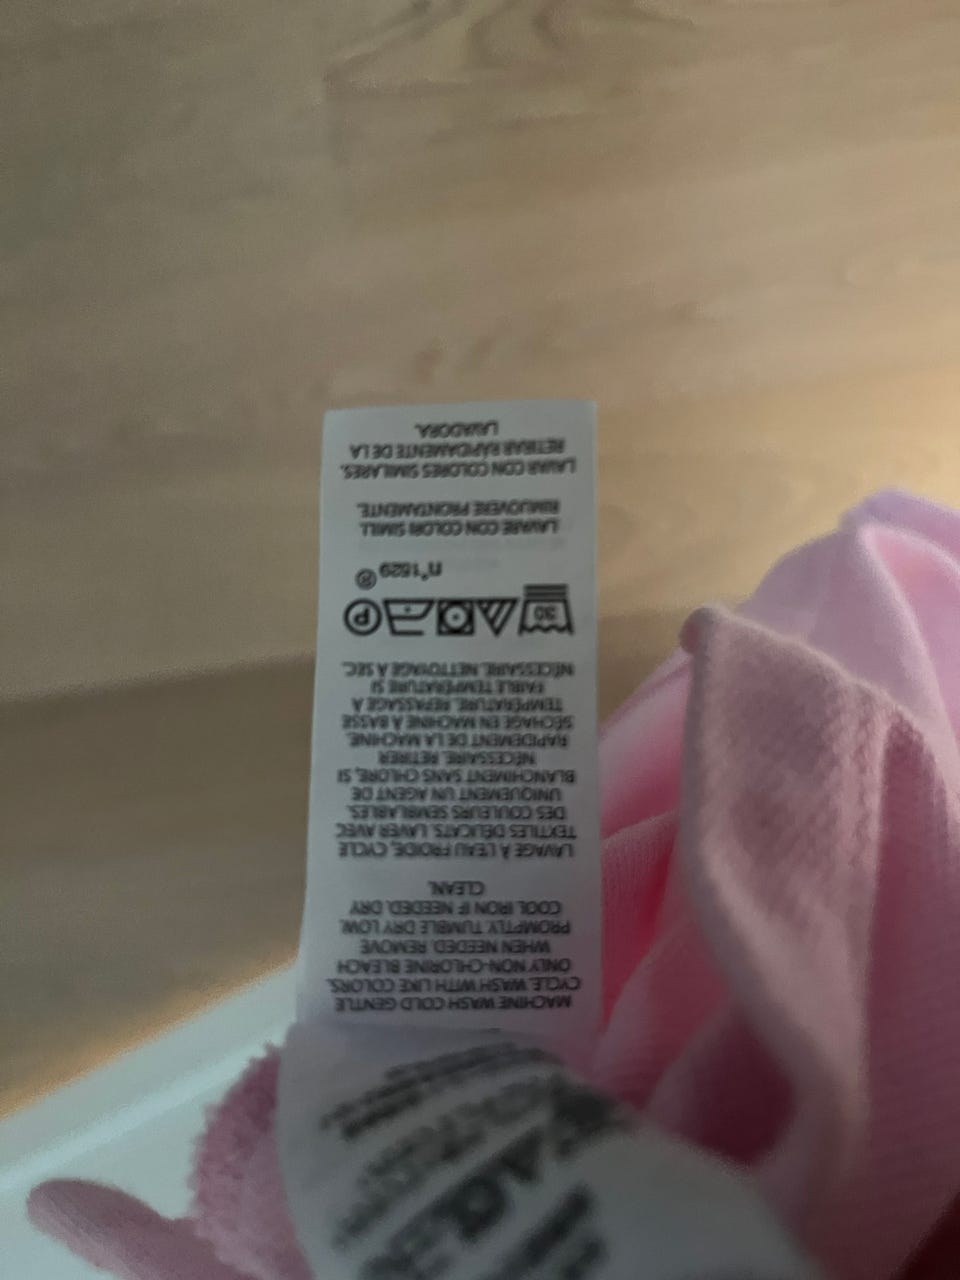 MACHINE WASH COLD GENTLE
CYCLE. WASH WITH LIKE COLORS.
ONLY NON-CHLORINE BLEACH
WHEN NEEDED. REMOVE
PROMPTLY. TUMBLE DRY LOW.
COOL IRON IF NEEDED. DRY
CLEAN.
LAVAGE À L'EAU FROIDE, CYCLE
TEXTILES DÉLICATS. LAVER AVEC
DES COULEURS SEMBLABLES.
UNIQUEMENT UN AGENT DE
BLANCHIMENT SANS CHLORE, SI
NÉCESSAIRE. RETIRER
RAPIDEMENT DE LA MACHINE.
SÉCHAGE EN MACHINE À BASSE
TEMPÉRATURE. REPASSAGE À
FAIBLE TEMPÉRATURE SI
NÉCESSAIRE. NETTOYAGE À SEC.
30 P
n°1529 ®
LAVARE CON COLORI SIMILI.
RIMUOVERE PRONTAMENTE.
LAVAR CON COLORES SIMILARES.
RETIRAR RÁPIDAMENTE DE LA
LAVADORA.